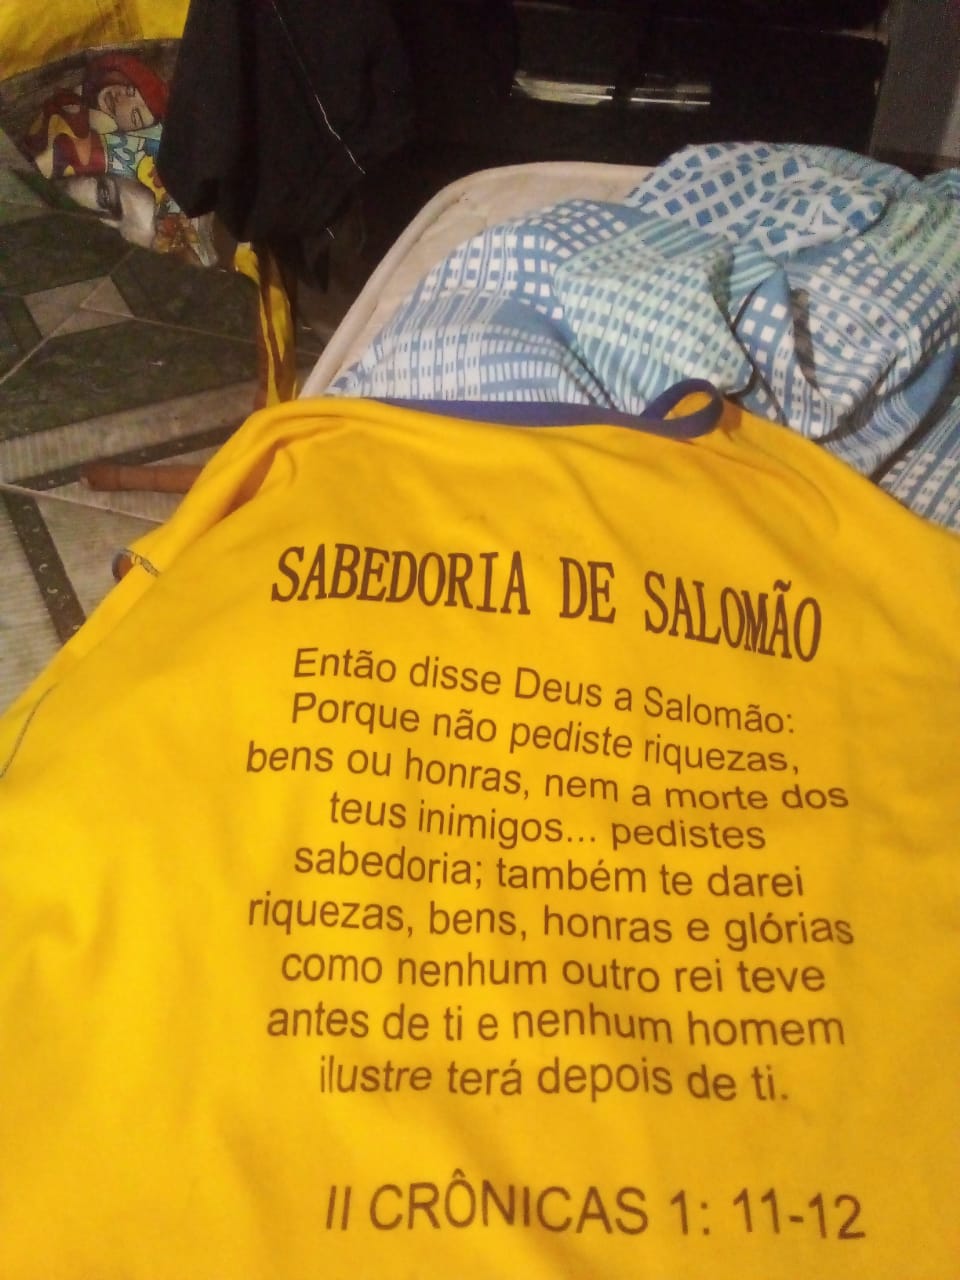 SABEDORIA DE SALOMÃO
Então disse Deus a Salomão:
Porque não pediste riquezas,
bens ou honras, nem a morte dos
teus inimigos... pedistes
sabedoria; também te darei
riquezas, bens, honras e glórias
como nenhum outro rei teve
antes de ti e nenhum homem
ilustre terá depois de ti.
II CRÔNICAS 1: 11-12